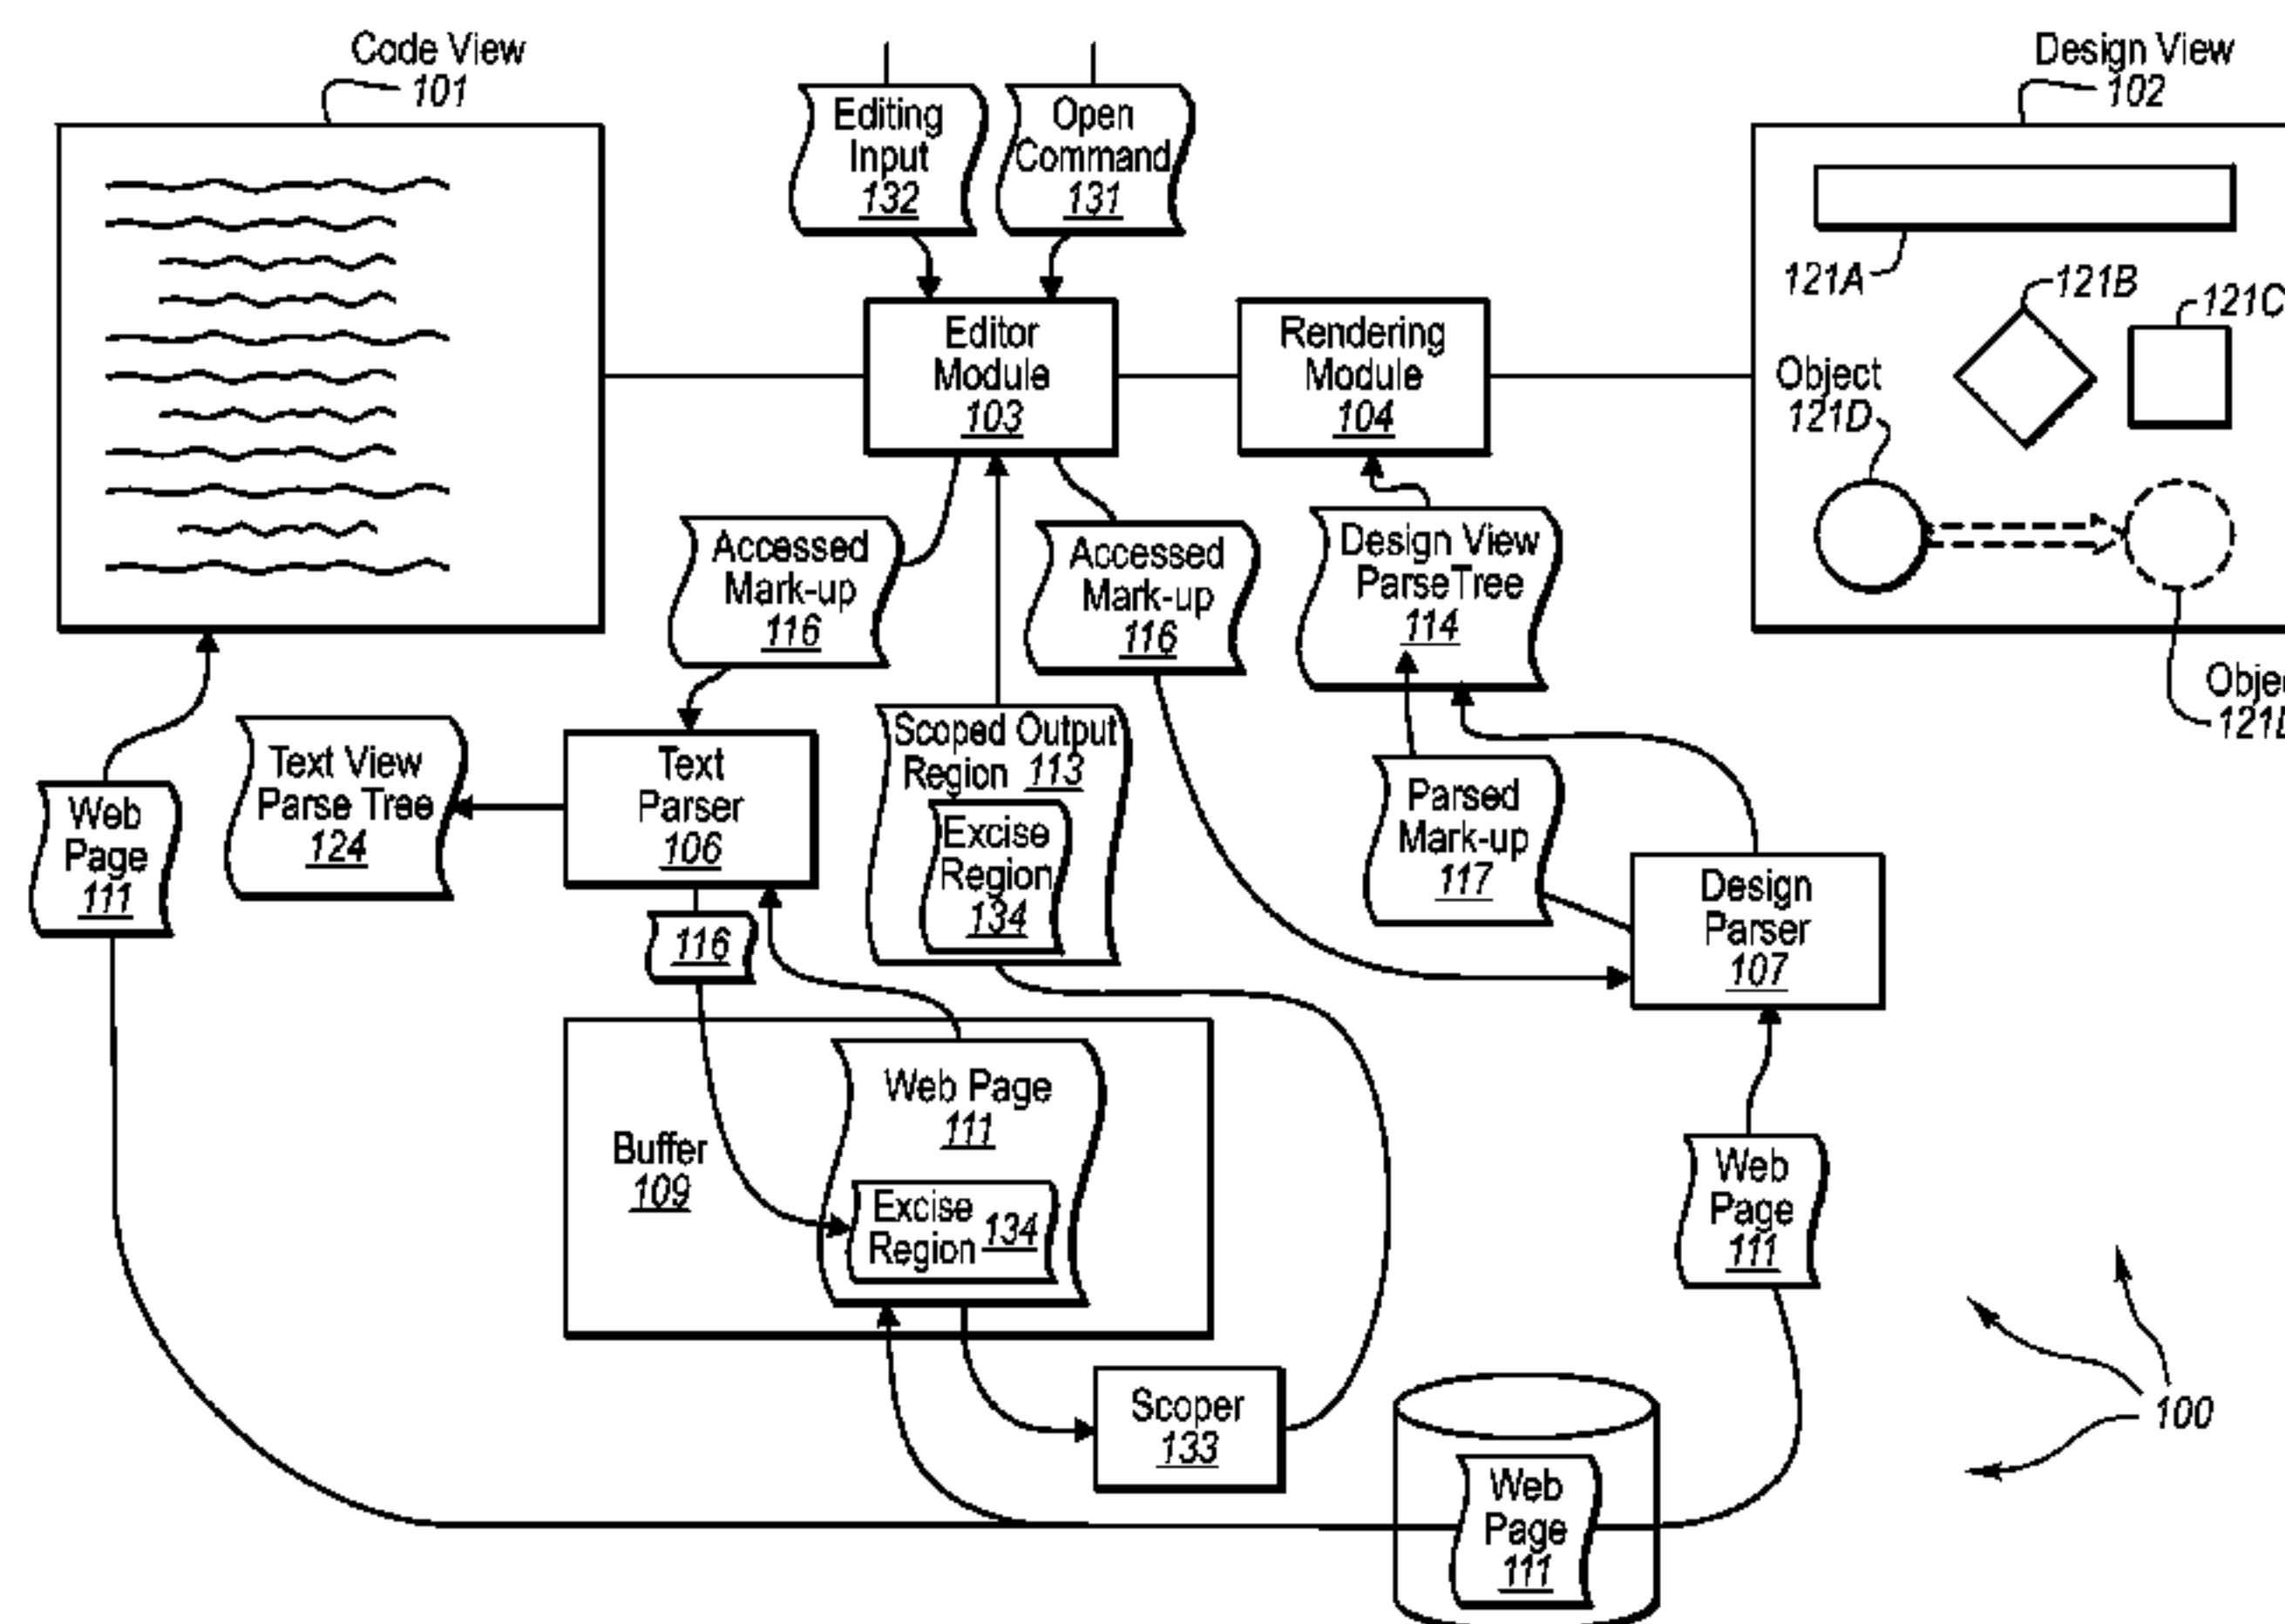 Code View
101
Editing
Input
132
Open
Command
131
Design View
102
121A
121B
121C
Object
121D
Editor
Module
103
Rendering
Module
104
Accessed
Mark-up
116
Accessed
Mark-up
116
Design View
ParseTree
114
Web
Page
111
Text View
Parse Tree
124
Text
Parser
106
Scoped Output
Region 113
Excise
Region
134
Parsed
Mark-up
117
Design
Parser
107
116
Buffer
109
Web Page
111
Excise
Region 134
Web
Page
111
Scoper
133
Web
Page
111
100